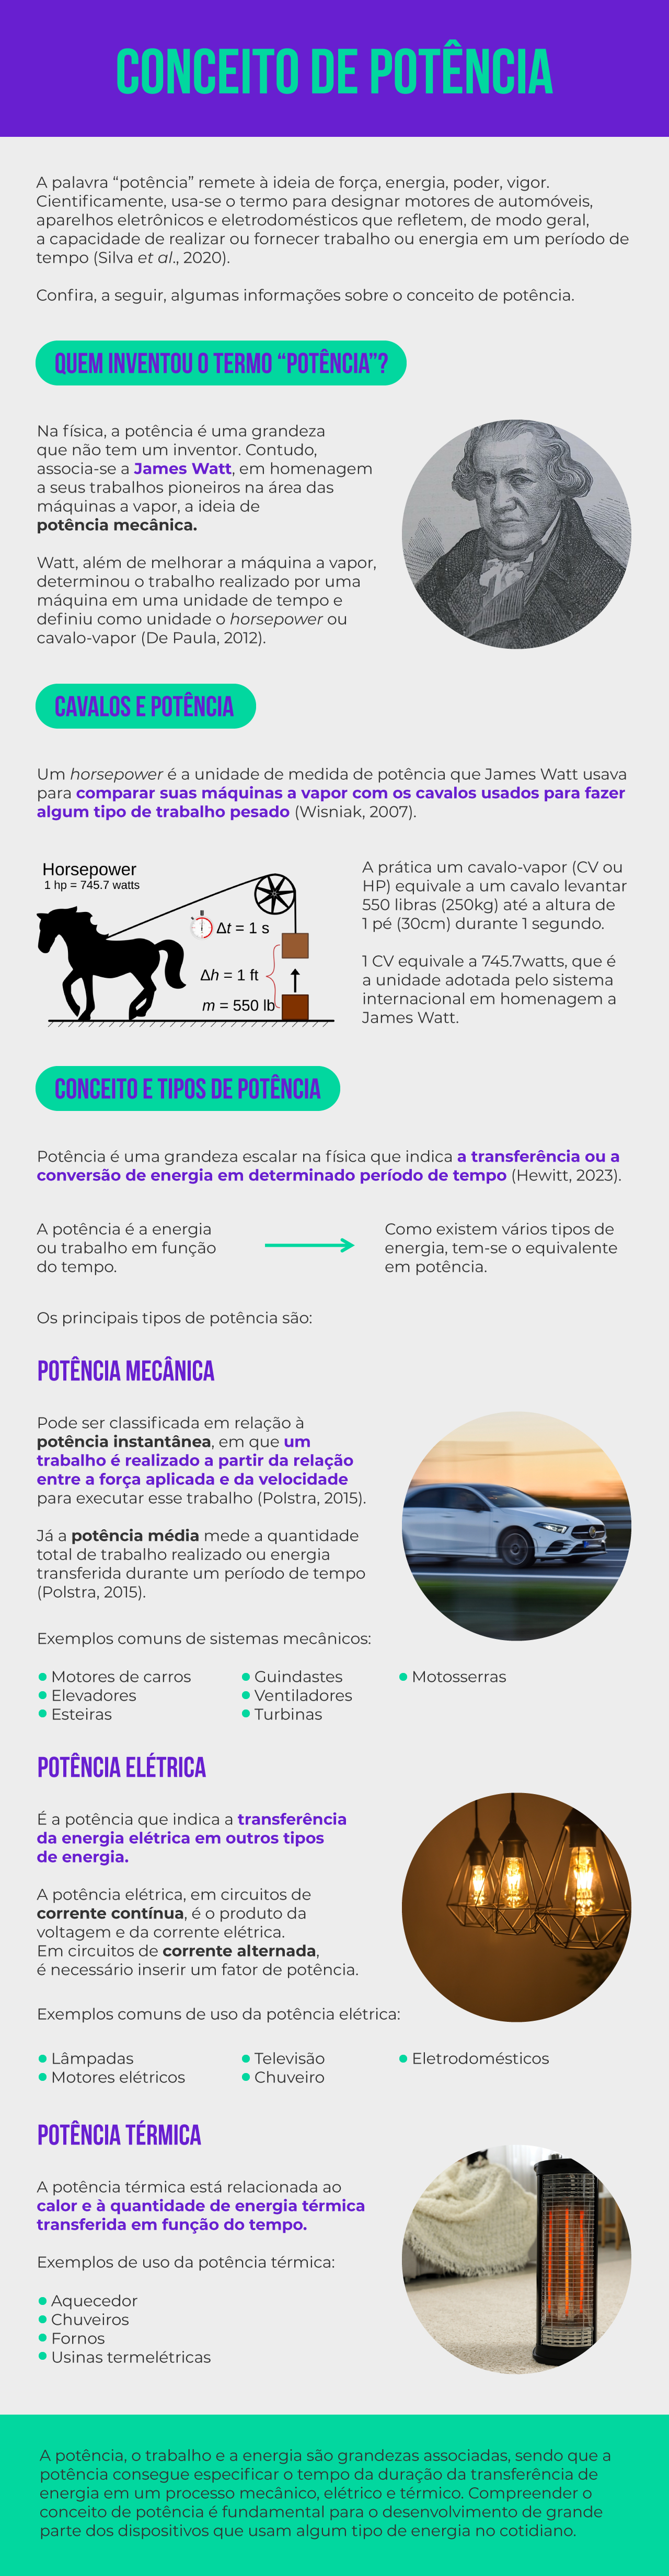 CONCEITO DE POTÊNCIA
A palavra “potência” remete à ideia de força, energia, poder, vigor.
Cientificamente, usa-se o termo para designar motores de automóveis,
aparelhos eletrônicos e eletrodomésticos que refletem, de modo geral,
a capacidade de realizar ou fornecer trabalho ou energia em um período de
tempo (Silva et al., 2020).
Confira, a seguir, algumas informações sobre o conceito de potência.
QUEM INVENTOU O TERMO “POTÊNCIA”?
Na física, a potência é uma grandeza
que não tem um inventor. Contudo,
associa-se a James Watt, em homenagem
a seus trabalhos pioneiros na área das
máquinas a vapor, a ideia de
potência mecânica.
Watt, além de melhorar a máquina a vapor,
determinou o trabalho realizado por uma
máquina em uma unidade de tempo e
definiu como unidade o horsepower ou
cavalo-vapor (De Paula, 2012).
CAVALOS E POTÊNCIA
Um horsepower é a unidade de medida de potência que James Watt usava
para comparar suas máquinas a vapor com os cavalos usados para fazer
algum tipo de trabalho pesado (Wisniak, 2007).
Horsepower
1 hp = 745.7 watts
Δt = 1 s
Δh = 1 ft
m = 550 lb
A prática um cavalo-vapor (CV ou
HP) equivale a um cavalo levantar
550 libras (250kg) até a altura de
1 pé (30cm) durante 1 segundo.
1 CV equivale a 745.7watts, que é
a unidade adotada pelo sistema
internacional em homenagem a
James Watt.
CONCEITO E TIPOS DE POTÊNCIA
Potência é uma grandeza escalar na física que indica a transferência ou a
conversão de energia em determinado período de tempo (Hewitt, 2023).
A potência é a energia
ou trabalho em função
do tempo.
Como existem vários tipos de
energia, tem-se o equivalente
em potência.
Os principais tipos de potência são:
POTÊNCIA MECÂNICA
Pode ser classificada em relação à
potência instantânea, em que um
trabalho é realizado a partir da relação
entre a força aplicada e da velocidade
para executar esse trabalho (Polstra, 2015).
Já a potência média mede a quantidade
total de trabalho realizado ou energia
transferida durante um período de tempo
(Polstra, 2015).
Exemplos comuns de sistemas mecânicos:
Motores de carros
Elevadores
Esteiras
Guindastes
Ventiladores
Turbinas
Motosserras
POTÊNCIA ELÉTRICA
É a potência que indica a transferência
da energia elétrica em outros tipos
de energia.
A potência elétrica, em circuitos de
corrente contínua, é o produto da
voltagem e da corrente elétrica.
Em circuitos de corrente alternada,
é necessário inserir um fator de potência.
Exemplos comuns de uso da potência elétrica:
Lâmpadas
Motores elétricos
Televisão
Chuveiro
Eletrodomésticos
POTÊNCIA TÉRMICA
A potência térmica está relacionada ao
calor e à quantidade de energia térmica
transferida em função do tempo.
Exemplos de uso da potência térmica:
Aquecedor
Chuveiros
Fornos
Usinas termelétricas
A potência, o trabalho e a energia são grandezas associadas, sendo que a
potência consegue especificar o tempo da duração da transferência de
energia em um processo mecânico, elétrico e térmico. Compreender o
conceito de potência é fundamental para o desenvolvimento de grande
parte dos dispositivos que usam algum tipo de energia no cotidiano.